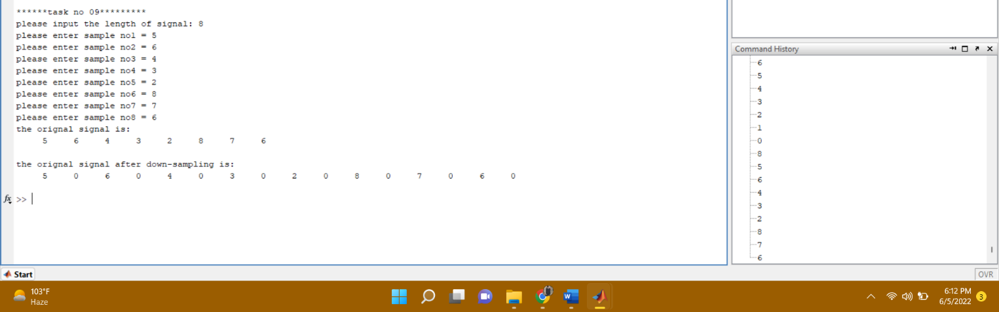 ******task no 09*********
please input the length of signal: 8
please enter sample no1 = 5
please enter sample no2 = 6
please enter sample no3 = 4
please enter sample no4 = 3
please enter sample no5 = 2
please enter sample no6 = 8
please enter sample no7 = 7
please enter sample no8 = 6
the orignal signal is:
5 6 4 3 2 8 7 6
the orignal signal after down-sampling is:
5 0 6 0 4 0 3 0 2 0 8 0 7 0 6 0
fx >>
Command History
6
5
4
3
2
1
0
8
5
6
4
3
2
8
7
6
Start
OVR
103°F
Haze
W
6:12 PM
6/5/2022
3